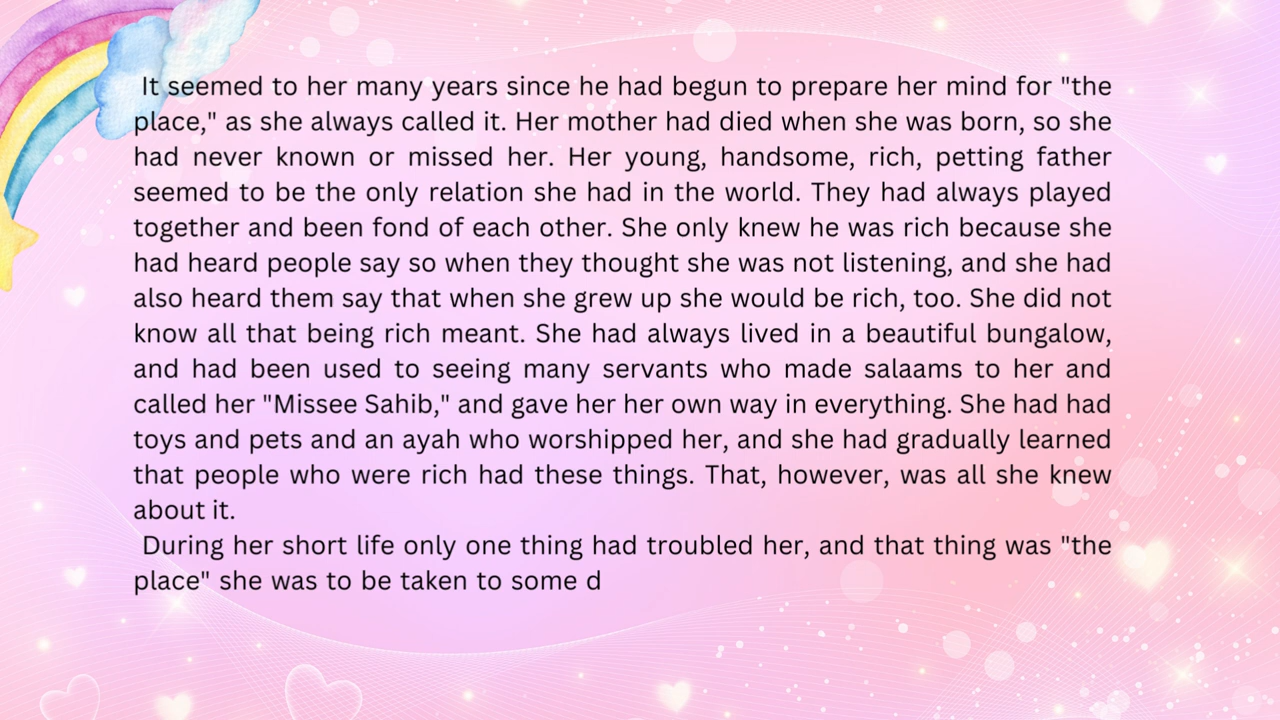 It seemed to her many years since he had begun to prepare her mind for "the
place," as she always called it. Her mother had died when she was born, so she
had never known or missed her. Her young, handsome, rich, petting father
seemed to be the only relation she had in the world. They had always played
together and been fond of each other. She only knew he was rich because she
had heard people say so when they thought she was not listening, and she had
also heard them say that when she grew up she would be rich, too. She did not
know all that being rich meant. She had always lived in a beautiful bungalow,
and had been used to seeing many servants who made salaams to her and
called her "Missee Sahib," and gave her her own way in everything. She had had
toys and pets and an ayah who worshipped her, and she had gradually learned
that people who were rich had these things. That, however, was all she knew
about it.
During her short life only one thing had troubled her, and that thing was "the
place" she was to be taken to some d